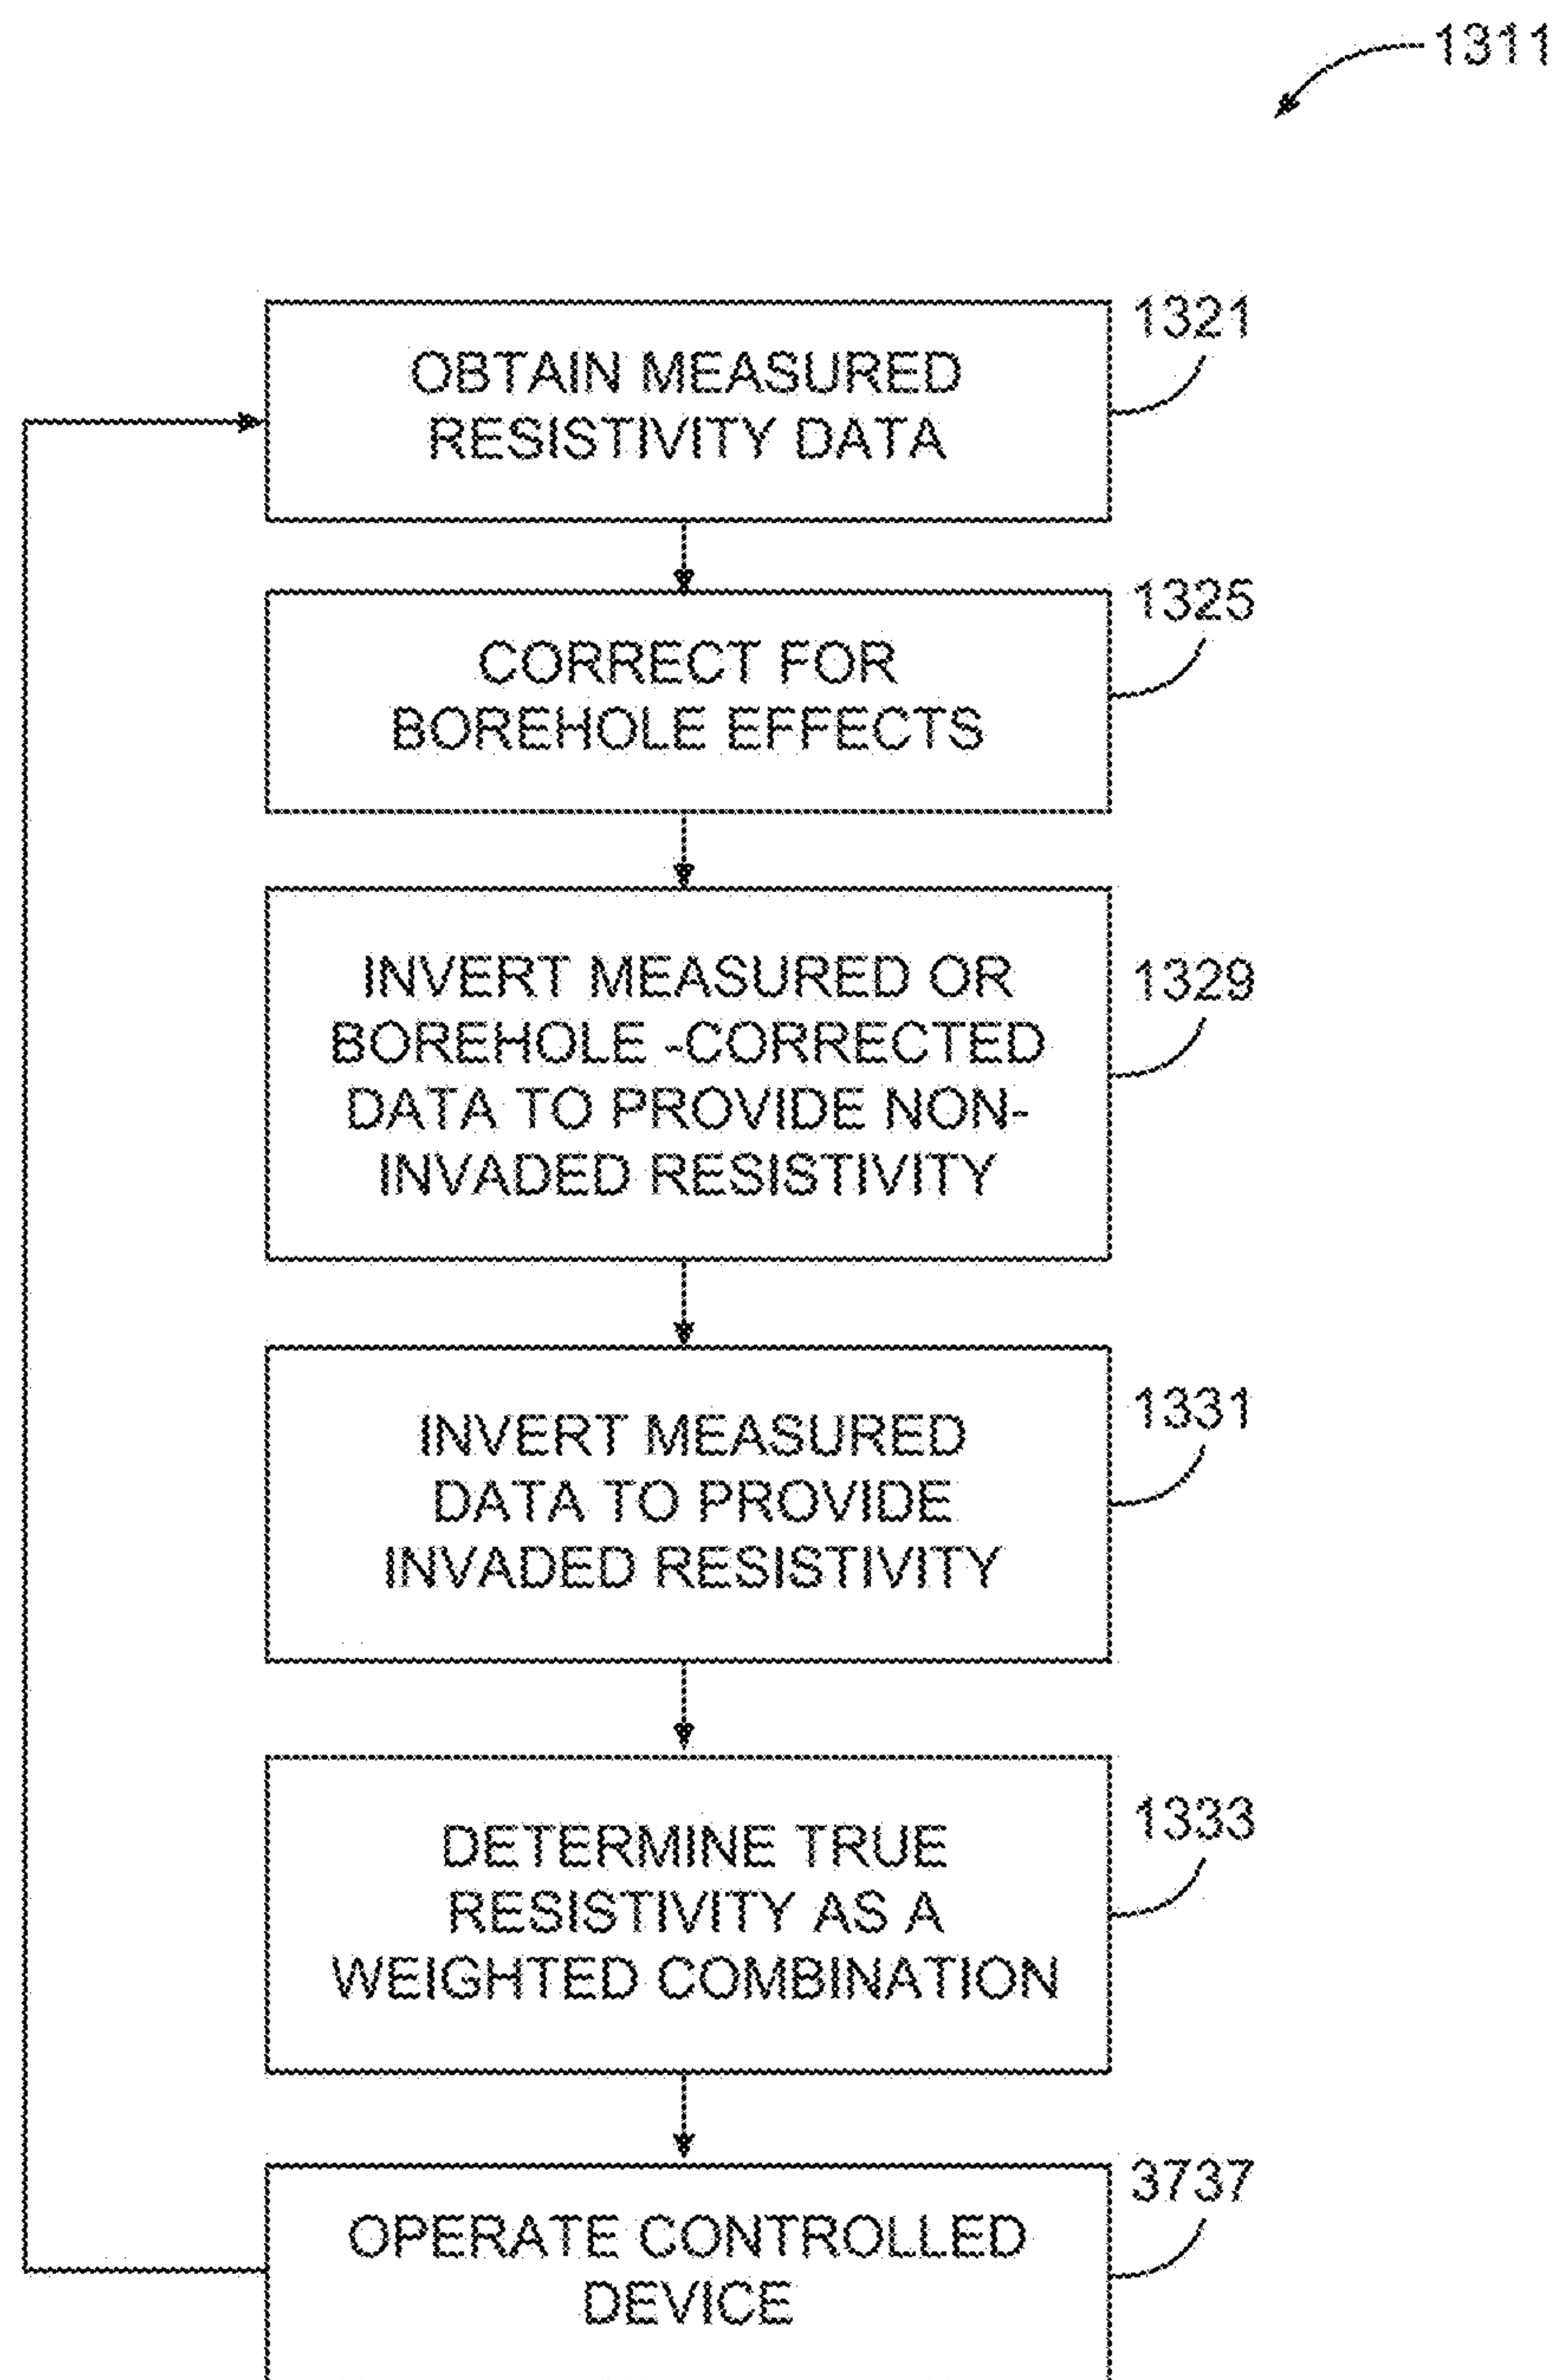 1311
OBTAIN MEASURED
RESISTIVITY DATA
1321
CORRECT FOR
BOREHOLE EFFECTS
1325
INVERT MEASURED OR
BOREHOLE -CORRECTED
DATA TO PROVIDE NON-
INVADED RESISTIVITY
1329
INVERT MEASURED
DATA TO PROVIDE
INVADED RESISTIVITY
1331
DETERMINE TRUE
RESISTIVITY AS A
WEIGHTED COMBINATION
1333
OPERATE CONTROLLED
DEVICE
3737